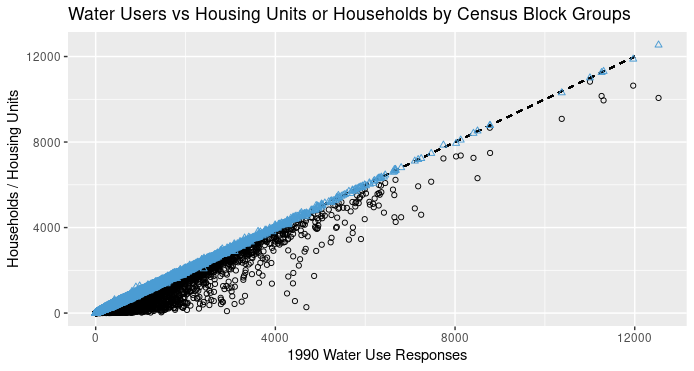 Water Users vs Housing Units or Households by Census Block Groups
Households / Housing Units
12000
8000
4000
0
0 4000 8000 12000
1990 Water Use Responses